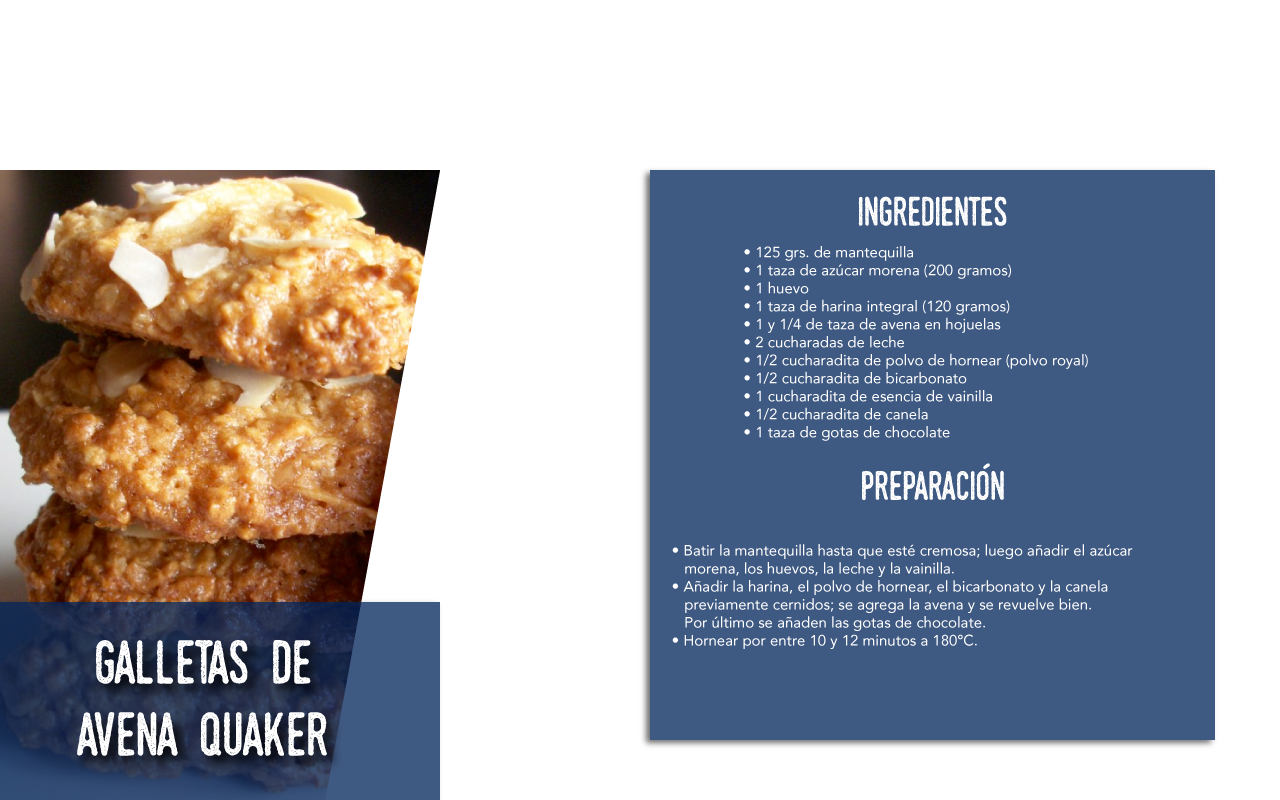 GALLETAS DE
AVENA QUAKER
INGREDIENTES
• 125 grs. de mantequilla
• 1 taza de azúcar morena (200 gramos)
• 1 huevo
• 1 taza de harina integral (120 gramos)
• 1 y 1/4 de taza de avena en hojuelas
• 2 cucharadas de leche
• 1/2 cucharadita de polvo de hornear (polvo royal)
• 1/2 cucharadita de bicarbonato
• 1 cucharadita de esencia de vainilla
• 1/2 cucharadita de canela
• 1 taza de gotas de chocolate
PREPARACIÓN
• Batir la mantequilla hasta que esté cremosa; luego añadir el azúcar
morena, los huevos, la leche y la vainilla.
• Añadir la harina, el polvo de hornear, el bicarbonato y la canela
previamente cernidos; se agrega la avena y se revuelve bien.
Por último se añaden las gotas de chocolate.
• Hornear por entre 10 y 12 minutos a 180°C.